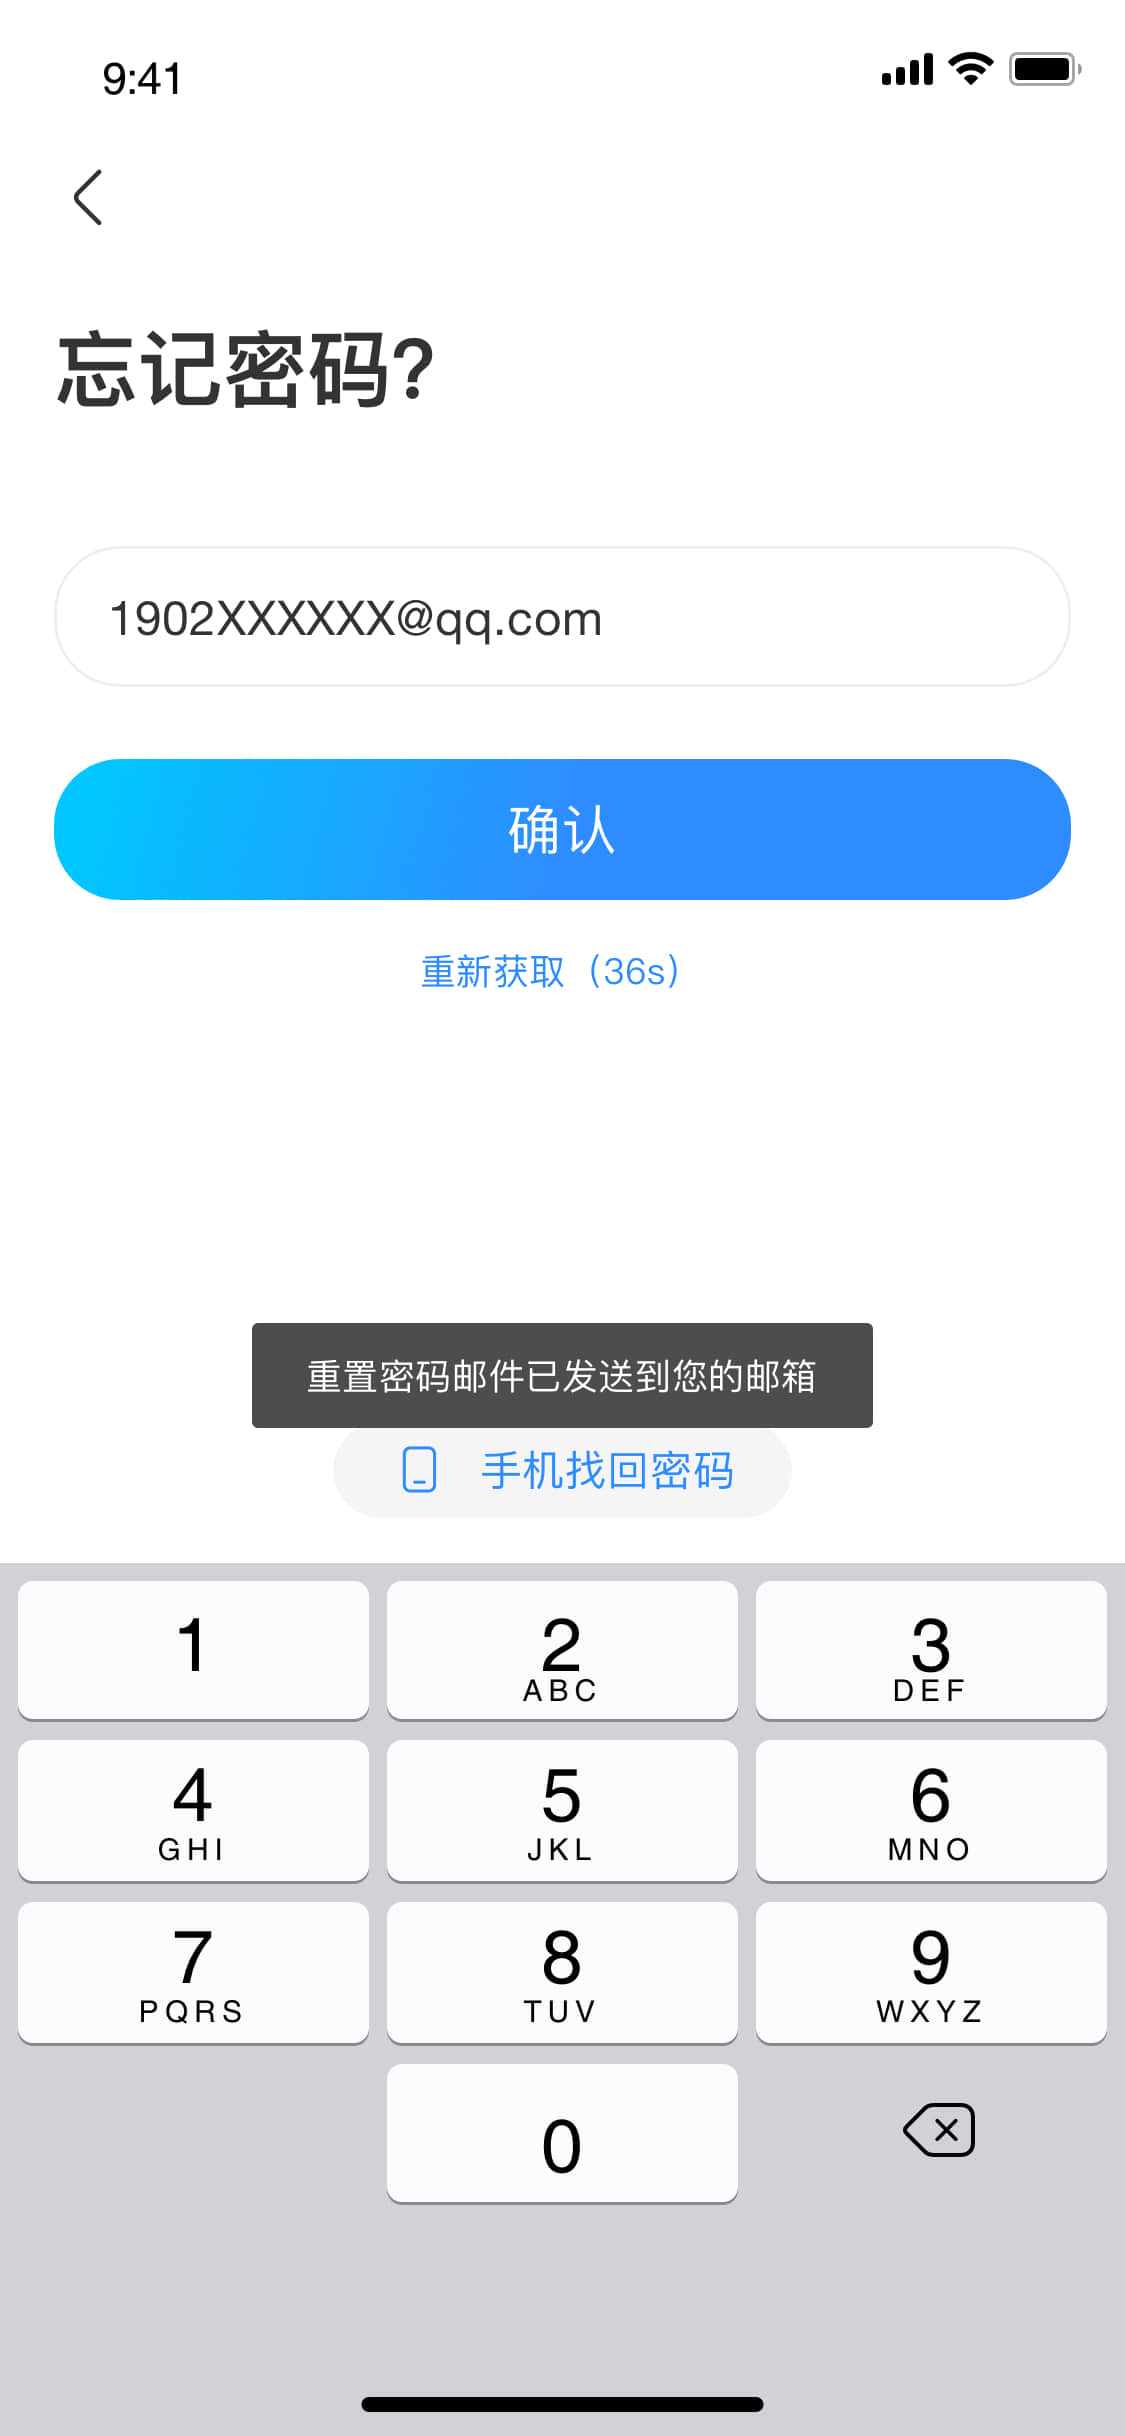 9:41
忘记密码?
1902XXXXXX@qq.com
确认
重新获取（36s）
重置密码邮件已发送到您的邮箱
手机找回密码
1
2
ABC
3
DEF
4
GHI
5
JKL
6
MNO
7
PQRS
8
TUV
9
WXYZ
0